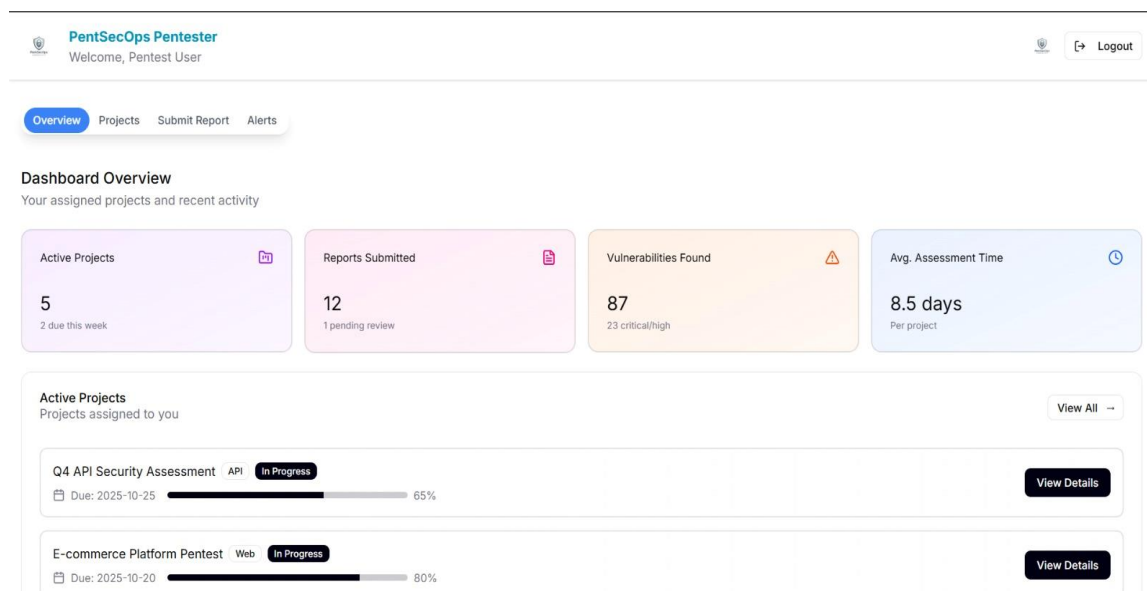 PentSecOps Pentester
Welcome, Pentest User
Logout
Overview Projects Submit Report Alerts
Dashboard Overview
Your assigned projects and recent activity
Active Projects Reports Submitted Vulnerabilities Found Avg. Assessment Time
5 12 87 8.5 days
2 due this week 1 pending review 23 critical/high Per project
Active Projects
Projects assigned to you
View All →
Q4 API Security Assessment API In Progress
Due: 2025-10-25 65%
View Details
E-commerce Platform Pentest Web In Progress
Due: 2025-10-20 80%
View Details